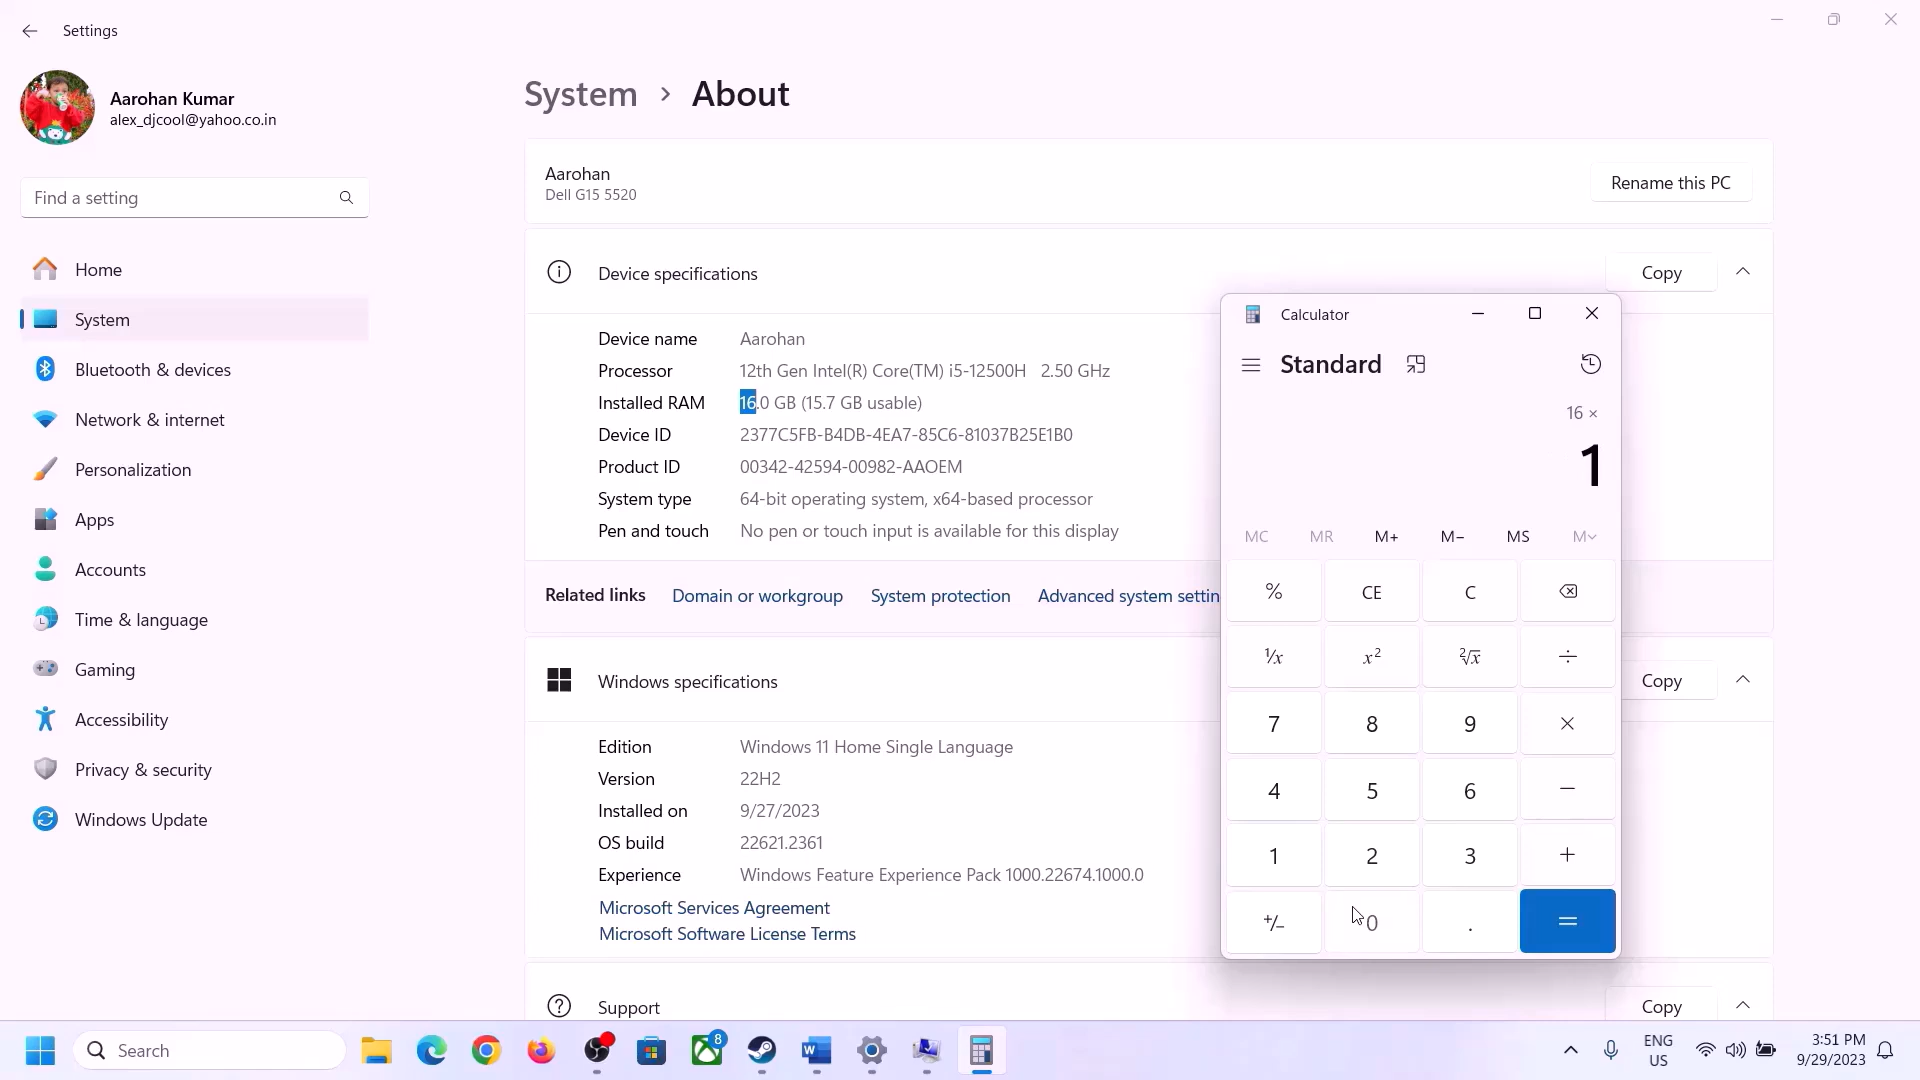 Settings
Aarohan Kumar
alex_djcool@yahoo.co.in
Find a setting
Home
System
Bluetooth & devices
Network & internet
Personalization
Apps
Accounts
Time & language
Gaming
Accessibility
Privacy & security
Windows Update
System › About
Aarohan
Dell G15 5520
Rename this PC
Device specifications
Copy
Device name Aarohan
Processor 12th Gen Intel(R) Core(TM) i5-12500H 2.50 GHz
Installed RAM 16.0 GB (15.7 GB usable)
Device ID 2377C5FB-B4DB-4EA7-85C6-81037B25E1B0
Product ID 00342-42594-00982-AAOEM
System type 64-bit operating system, x64-based processor
Pen and touch No pen or touch input is available for this display
Related links Domain or workgroup System protection Advanced system settin
Windows specifications
Copy
Edition Windows 11 Home Single Language
Version 22H2
Installed on 9/27/2023
OS build 22621.2361
Experience Windows Feature Experience Pack 1000.22674.1000.0
Microsoft Services Agreement
Microsoft Software License Terms
Support
Copy
Calculator
Standard
16 ×
1
MC MR M+ M− MS M
% CE C
⅟x x² ²√x ÷
7 8 9 ×
4 5 6 −
1 2 3 +
+/− 0 . =
Search
8
ENG
US
3:51 PM
9/29/2023